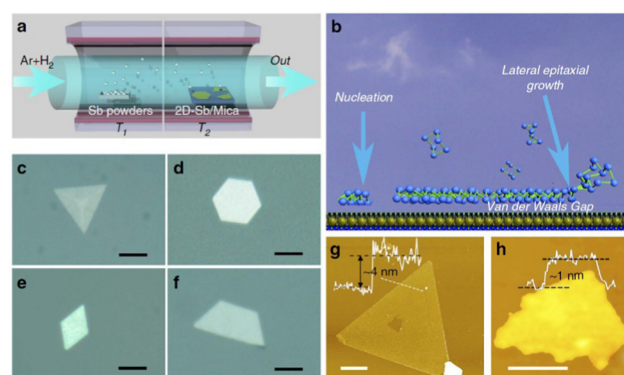 a
Ar+H2
Out
Sb powders
2D-Sb/Mica
T1
T2
b
Nucleation
Lateral epitaxial
growth
Van der Waals Gap
c
d
e
f
g
~4 nm
h
~1 nm